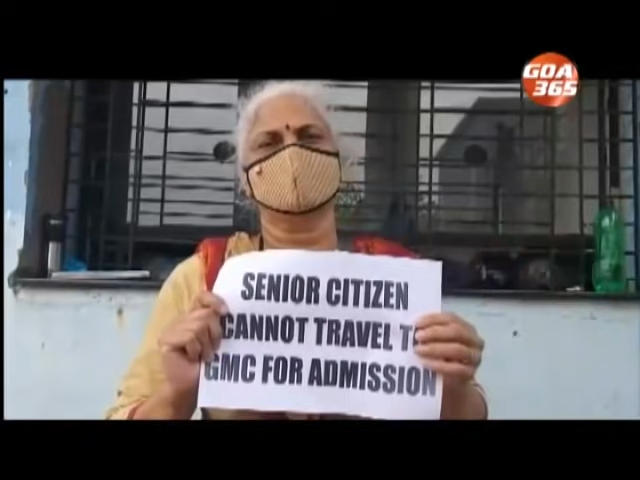 GOA
365
SENIOR CITIZEN
CANNOT TRAVEL T
GMC FOR ADMISSION